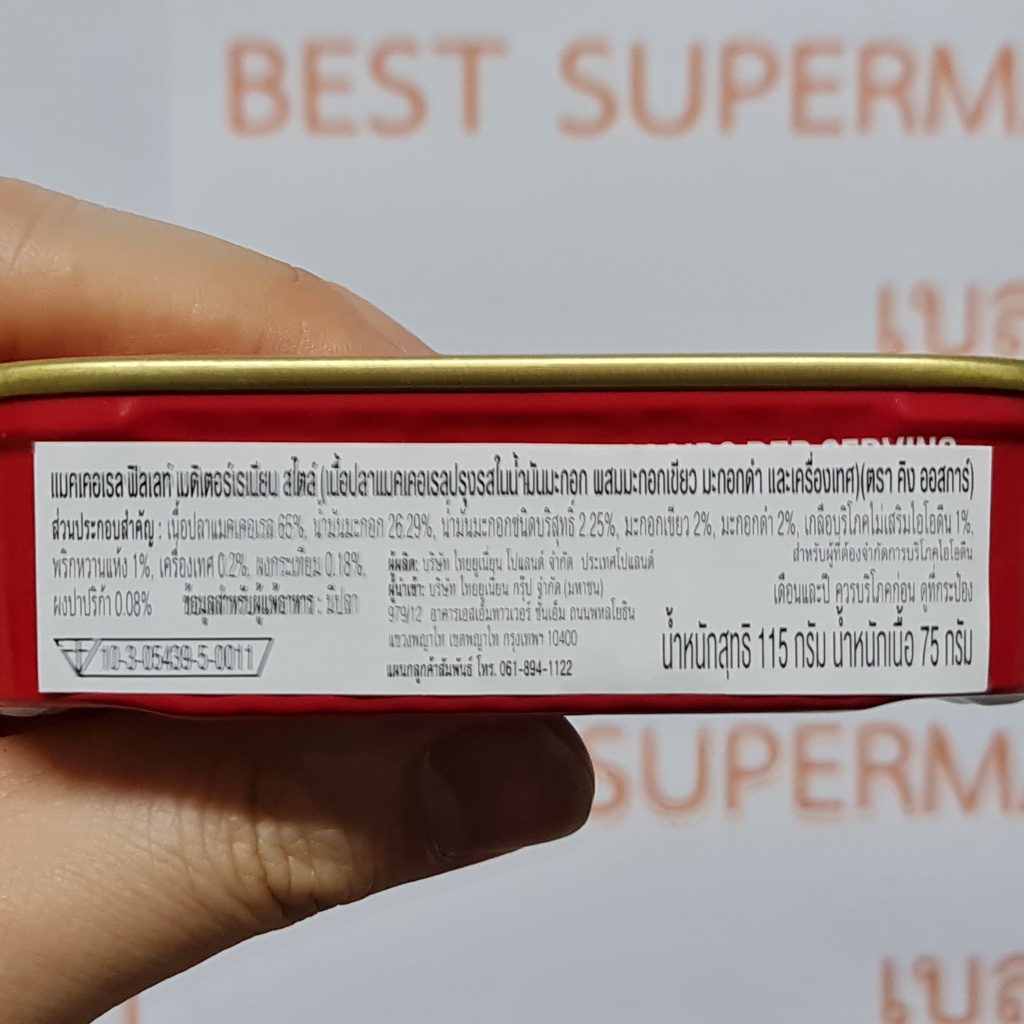 BEST SUPERM
เบส
แมคเคอเรล ฟิลเลท์ เมดิเตอร์เรเนียน สไตล์ (เนื้อปลาแมคเคอเรลปรุงรสในน้ำมันมะกอก ผสมมะกอกเขียว มะกอกดำ และเครื่องเทศ)(ตรา คิง ออสการ์)
ส่วนประกอบสำคัญ : เนื้อปลาแมคเคอเรล 65%, น้ำมันมะกอก 26.29%, น้ำมันมะกอกชนิดบริสุทธิ์ 2.25%, มะกอกเขียว 2%, มะกอกดำ 2%, เกลือบริโภคไม่เสริมไอโอดีน 1%,
พริกหวานแห้ง 1%, เครื่องเทศ 0.2%, ผงกระเทียม 0.18%,
ผงปาปริก้า 0.08% ข้อมูลสำหรับผู้แพ้อาหาร : มีปลา
10-3-05439-5-0011
ผู้ผลิต: บริษัท ไทยยูเนี่ยน โปแลนด์ จำกัด ประเทศโปแลนด์
ผู้นำเข้า: บริษัท ไทยยูเนี่ยน กรุ๊ป จำกัด (มหาชน)
979/12 อาคารเอสเอ็มทาวเวอร์ ชั้นเอ็ม ถนนพหลโยธิน
แขวงพญาไท เขตพญาไท กรุงเทพฯ 10400
แผนกลูกค้าสัมพันธ์ โทร. 061-894-1122
สำหรับผู้ที่ต้องจำกัดการบริโภคไอโอดีน
เดือนและปี ควรบริโภคก่อน ดูที่กระป๋อง
น้ำหนักสุทธิ 115 กรัม น้ำหนักเนื้อ 75 กรัม
SUPERM
เบส